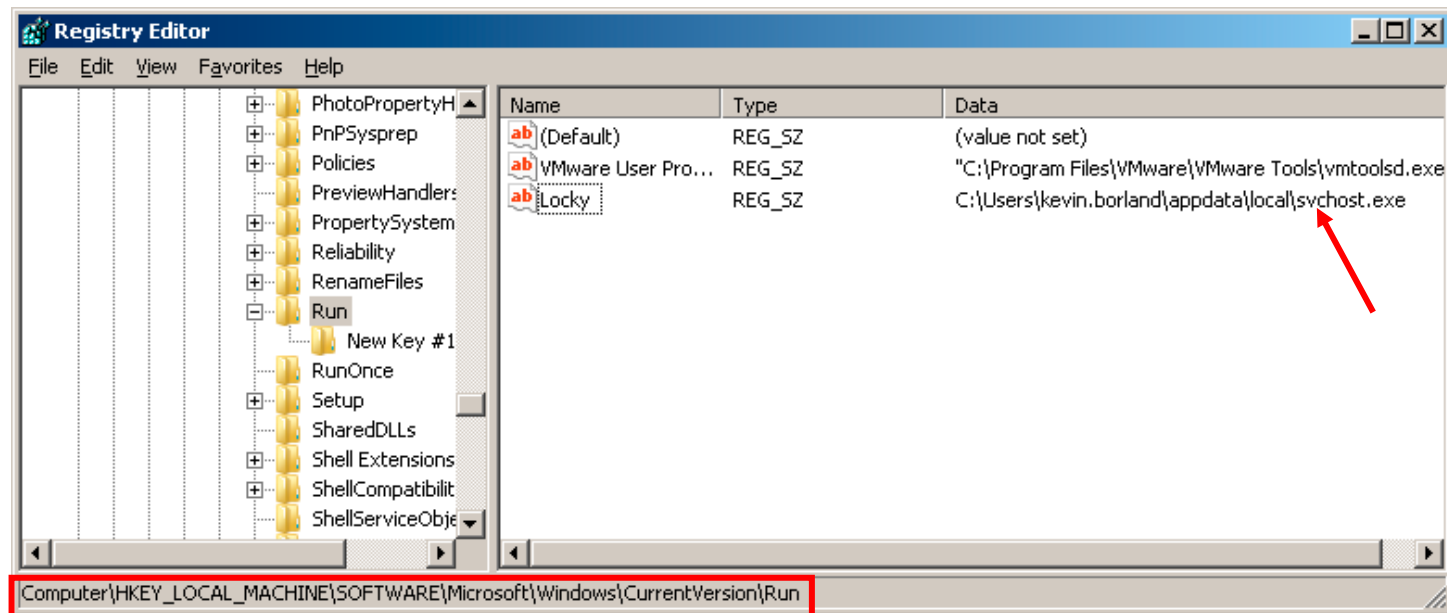 Registry Editor
File Edit View Favorites Help
PhotoPropertyH
PnPSysprep
Policies
PreviewHandlers
PropertySystem
Reliability
RenameFiles
Run
New Key #1
RunOnce
Setup
SharedDLLs
Shell Extensions
ShellCompatibilit
ShellServiceObje
Name Type Data
ab (Default) REG_SZ (value not set)
ab VMware User Pro... REG_SZ "C:\Program Files\VMware\VMware Tools\vmtoolsd.exe
ab Locky REG_SZ C:\Users\kevin.borland\appdata\local\svchost.exe
Computer\HKEY_LOCAL_MACHINE\SOFTWARE\Microsoft\Windows\CurrentVersion\Run